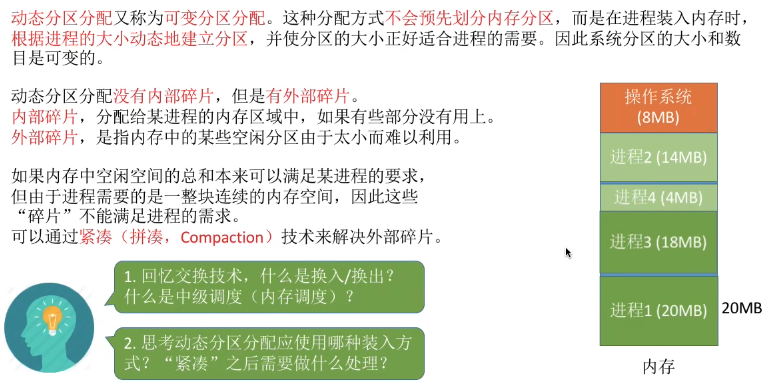 动态分区分配又称为可变分区分配。这种分配方式不会预先划分内存分区，而是在进程装入内存时，
根据进程的大小动态地建立分区，并使分区的大小正好适合进程的需要。因此系统分区的大小和数
目是可变的。
动态分区分配没有内部碎片，但是有外部碎片。
内部碎片，分配给某进程的内存区域中，如果有些部分没有用上。
外部碎片，是指内存中的某些空闲分区由于太小而难以利用。
如果内存中空闲空间的总和本来可以满足某进程的要求，
但由于进程需要的是一整块连续的内存空间，因此这些
“碎片”不能满足进程的需求。
可以通过紧凑（拼凑，Compaction）技术来解决外部碎片。
1. 回忆交换技术，什么是换入/换出？
什么是中级调度（内存调度）？
2. 思考动态分区分配应使用哪种装入方
式？“紧凑”之后需要做什么处理？
操作系统
(8MB)
进程2 (14MB)
进程4 (4MB)
进程3 (18MB)
进程1 (20MB)
20MB
内存